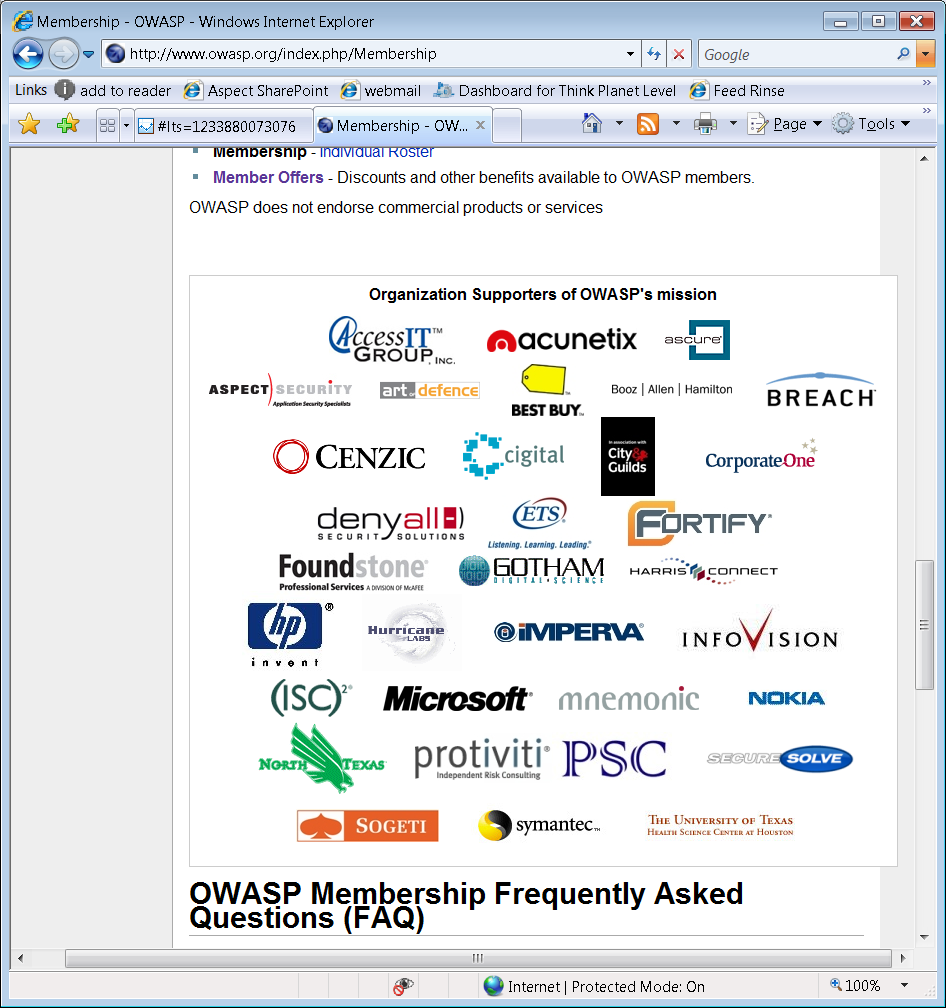 Membership - OWASP - Windows Internet Explorer
http://www.owasp.org/index.php/Membership
Google
Links add to reader Aspect SharePoint webmail Dashboard for Think Planet Level Feed Rinse
#lts=1233880073076 Membership - OW... Page Tools
Membership - Individual Roster
Member Offers - Discounts and other benefits available to OWASP members.
OWASP does not endorse commercial products or services
Organization Supporters of OWASP's mission
AccessIT™ GROUP, INC. acunetix ascure
ASPECT SECURITY Application Security Specialists art of defence BEST BUY™ Booz | Allen | Hamilton BREACH
CENZIC cigital In association with City & Guilds CorporateOne
denyall SECURITY SOLUTIONS ETS® Listening. Learning. Leading.® FORTIFY®
Foundstone® Professional Services A DIVISION OF MCAFEE GOTHAM DIGITAL·SCIENCE HARRIS CONNECT
hp® invent Hurricane LABS iMPERVA® INFOVISION
(ISC)2® Microsoft® mnemonic NOKIA
NORTH TEXAS protiviti® Independent Risk Consulting PSC SECURE SOLVE
SOGETI symantec™ THE UNIVERSITY OF TEXAS HEALTH SCIENCE CENTER AT HOUSTON
OWASP Membership Frequently Asked
Questions (FAQ)
Internet | Protected Mode: On 100%